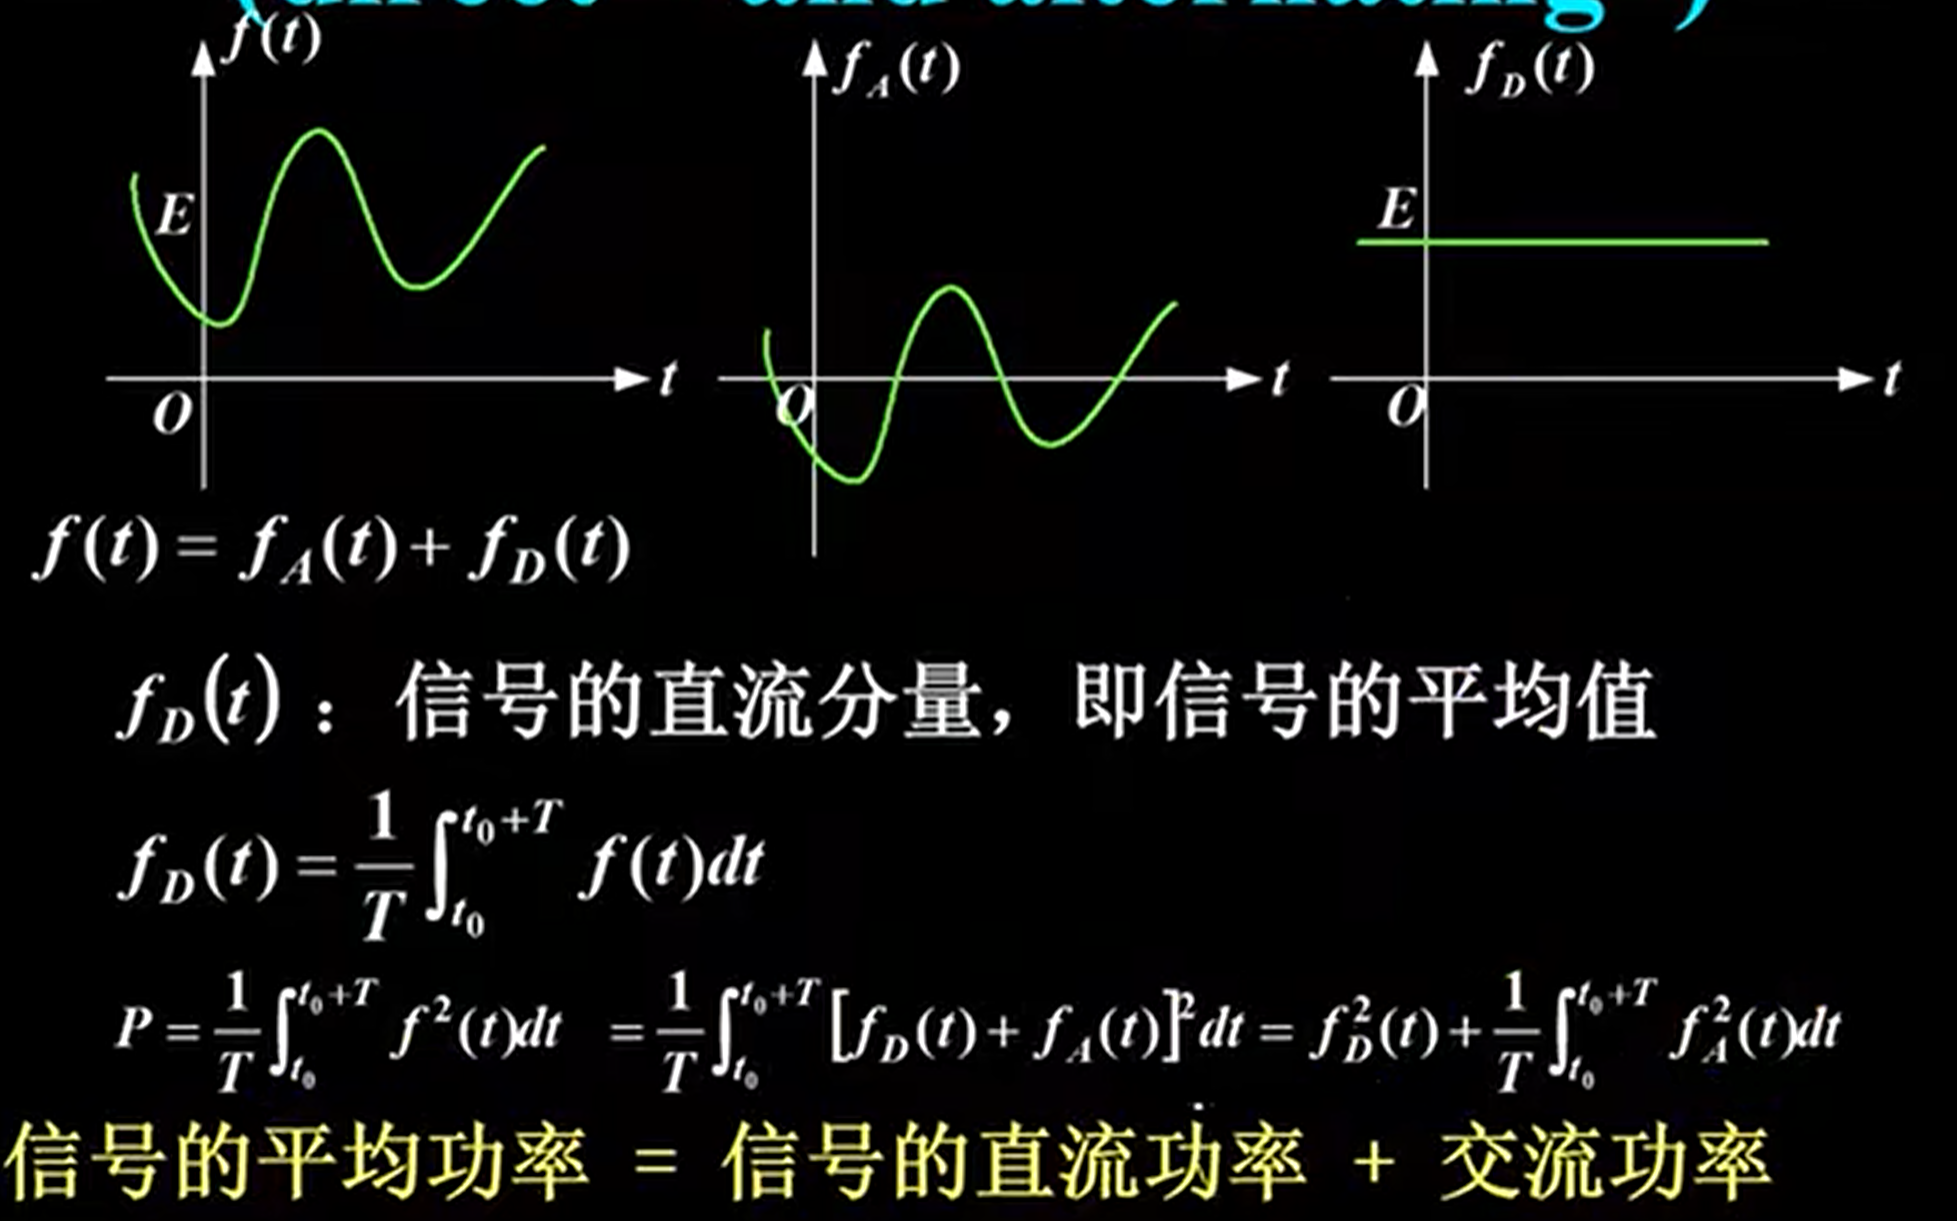 (direct and alternating )
f(t)
f_A(t)
f_D(t)
E
E
t
t
t
O
O
O
f(t) = f_A(t) + f_D(t)
f_D(t)：信号的直流分量，即信号的平均值
f_D(t) = \frac{1}{T}\int_{t_0}^{t_0+T} f(t)dt
P = \frac{1}{T}\int_{t_0}^{t_0+T} f^2(t)dt = \frac{1}{T}\int_{t_0}^{t_0+T} [f_D(t) + f_A(t)]^2 dt = f_D^2(t) + \frac{1}{T}\int_{t_0}^{t_0+T} f_A^2(t)dt
信号的平均功率 = 信号的直流功率 + 交流功率